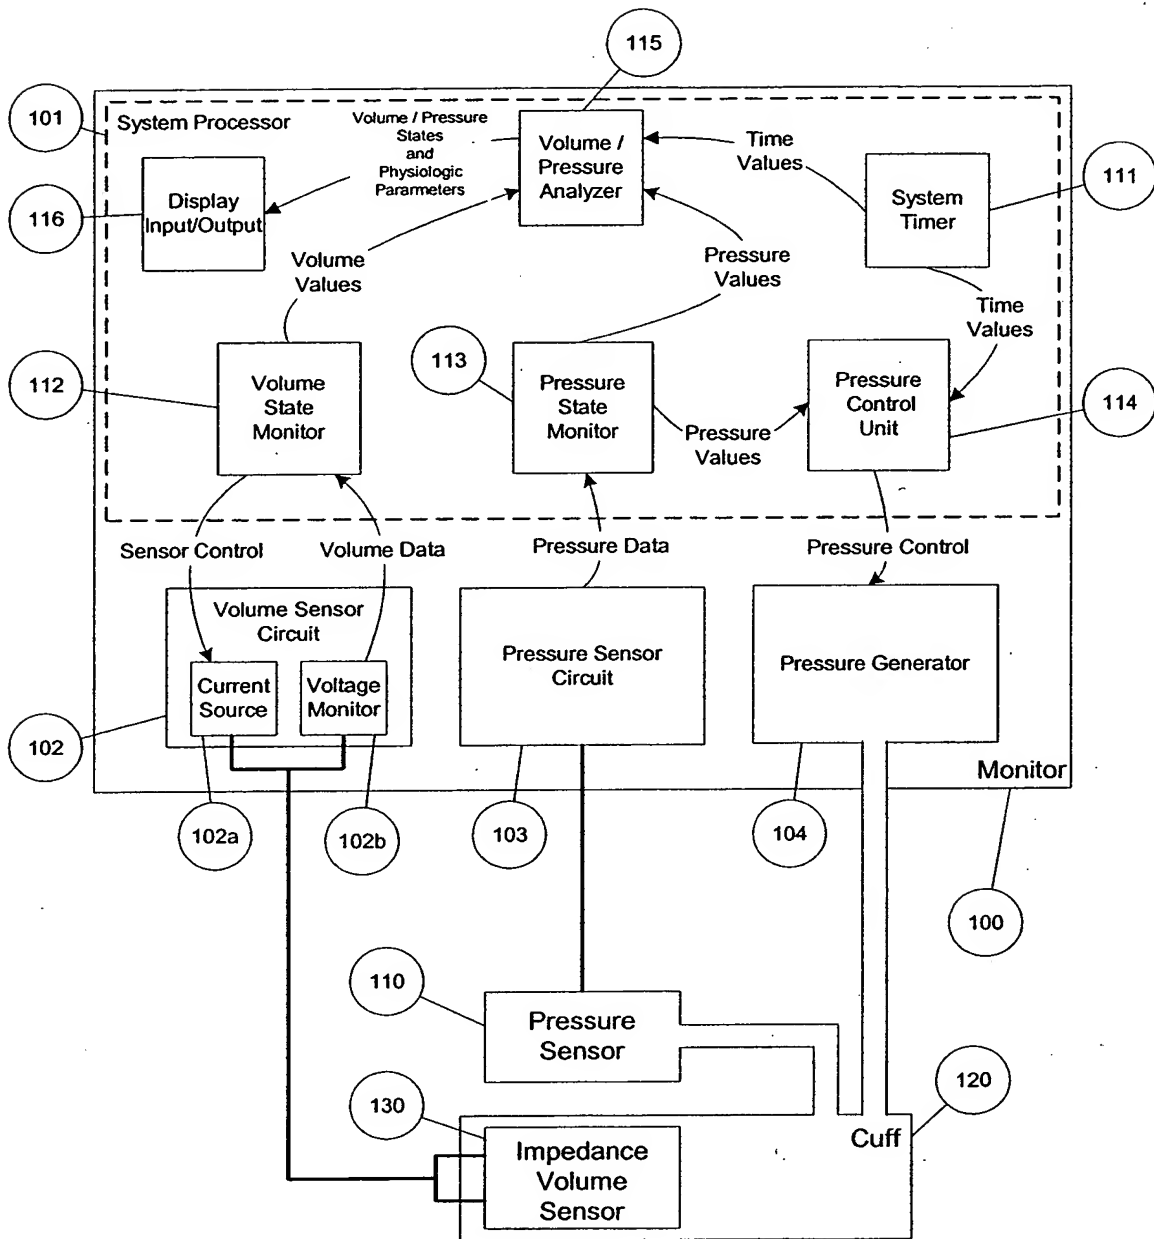 115
101
System Processor
Volume / Pressure
States
and
Physiologic
Parmmeters
Volume /
Pressure
Analyzer
Time
Values
111
116
Display
Input/Output
System
Timer
Volume
Values
Pressure
Values
Time
Values
112
Volume
State
Monitor
113
Pressure
State
Monitor
Pressure
Values
Pressure
Control
Unit
114
Sensor Control
Volume Data
Pressure Data
Pressure Control
Volume Sensor
Circuit
Current
Source
Voltage
Monitor
Pressure Sensor
Circuit
Pressure Generator
102
Monitor
102a
102b
103
104
100
110
Pressure
Sensor
120
130
Cuff
Impedance
Volume
Sensor